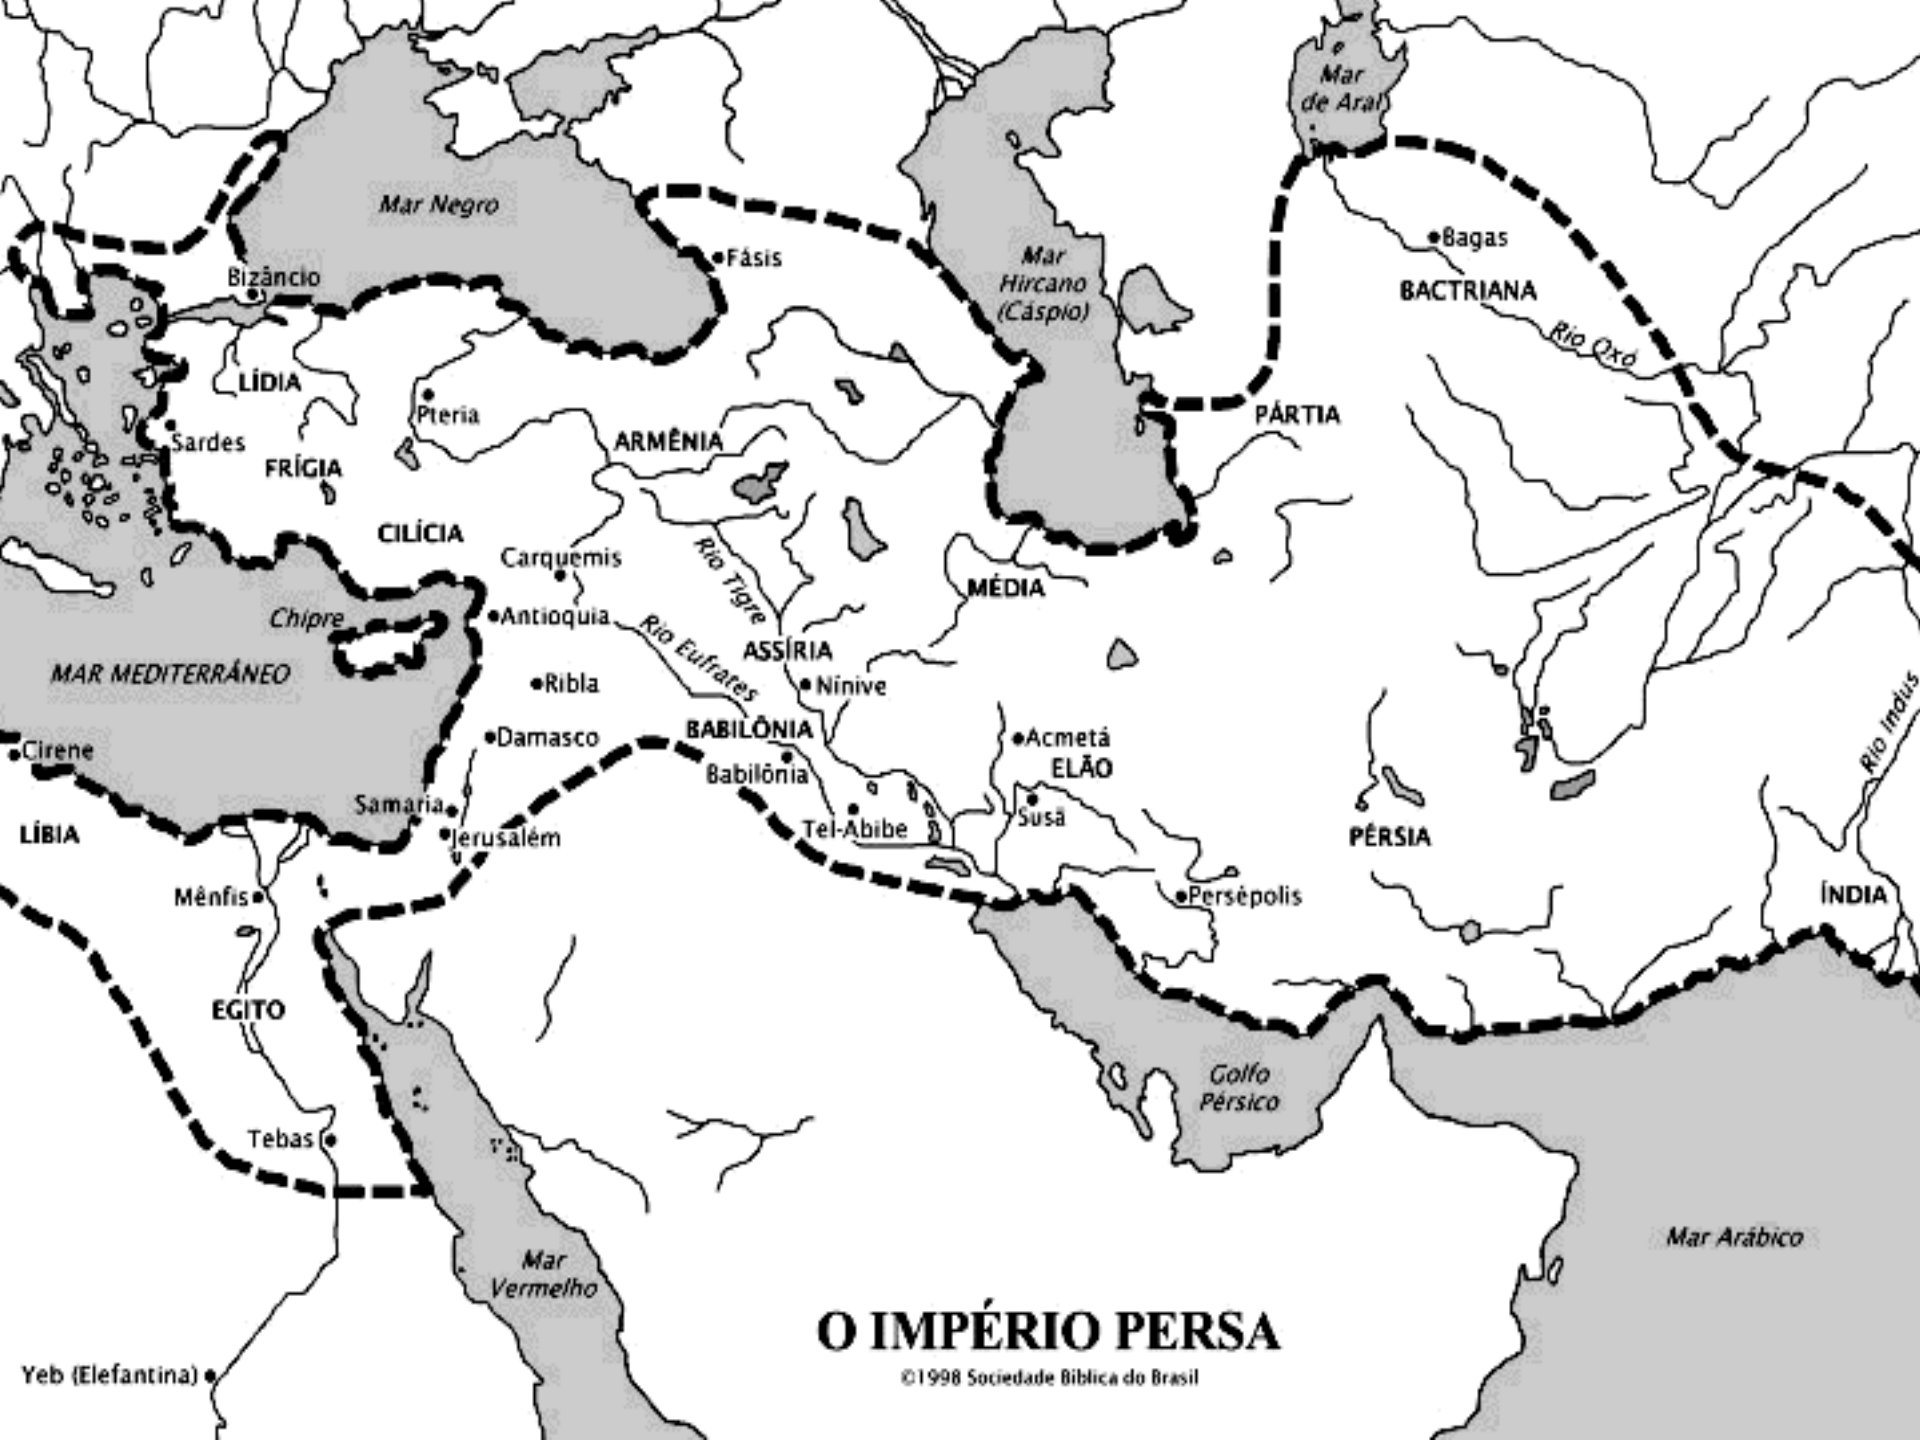 Mar
de Aral
Mar Negro
Bagas
Fásis
Mar
Hircano
(Cáspio)
Bizâncio
BACTRIANA
Rio Oxó
LÍDIA
Pteria
PÁRTIA
Sardes
ARMÊNIA
FRÍGIA
CILÍCIA
Carquemis
Rio Tigre
MÉDIA
Chipre
Antioquia
Rio Eufrates
ASSÍRIA
MAR MEDITERRÂNEO
Ribla
Nínive
Rio Indus
BABILÔNIA
Damasco
Acmetá
Cirene
Babilônia
ELÃO
Samaria
Susã
LÍBIA
Jerusalém
Tel-Abibe
PÉRSIA
Mênfis
Persépolis
ÍNDIA
EGITO
Golfo
Pérsico
Tebas
Mar Arábico
Mar
Vermelho
O IMPÉRIO PERSA
©1998 Sociedade Bíblica do Brasil
Yeb (Elefantina)